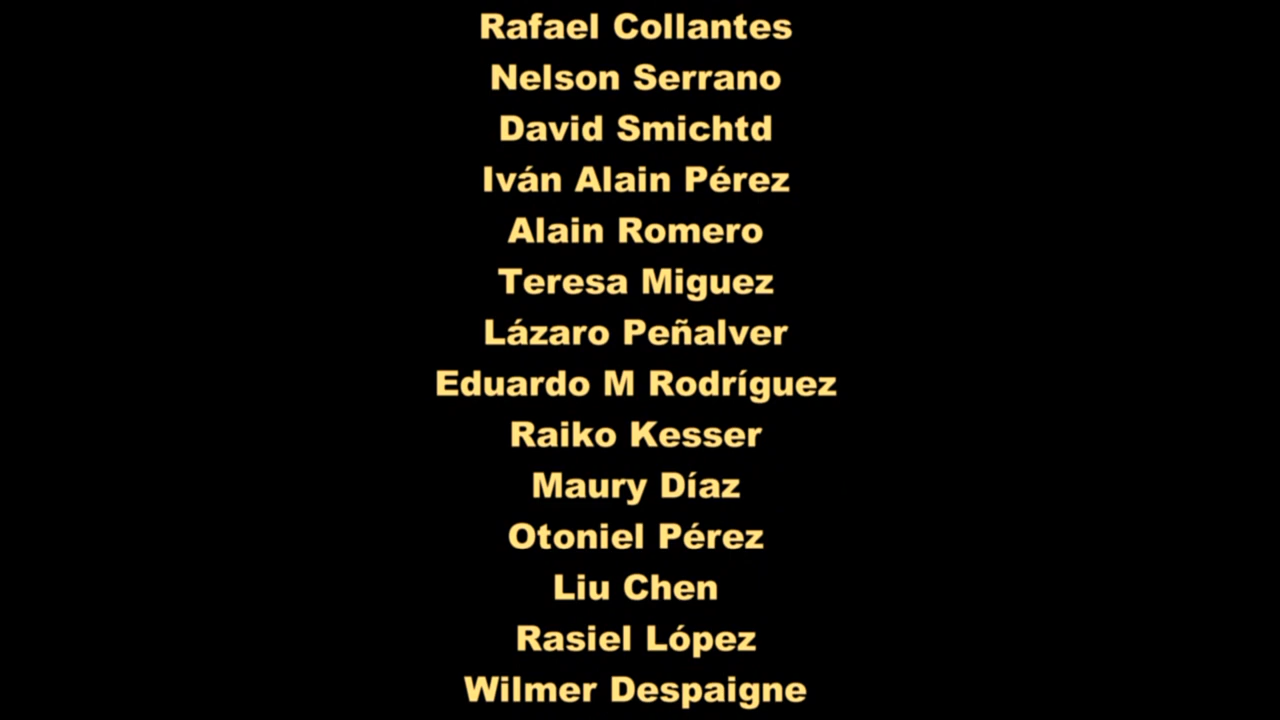 Rafael Collantes
Nelson Serrano
David Smichtd
Iván Alain Pérez
Alain Romero
Teresa Miguez
Lázaro Peñalver
Eduardo M Rodríguez
Raiko Kesser
Maury Díaz
Otoniel Pérez
Liu Chen
Rasiel López
Wilmer Despaigne